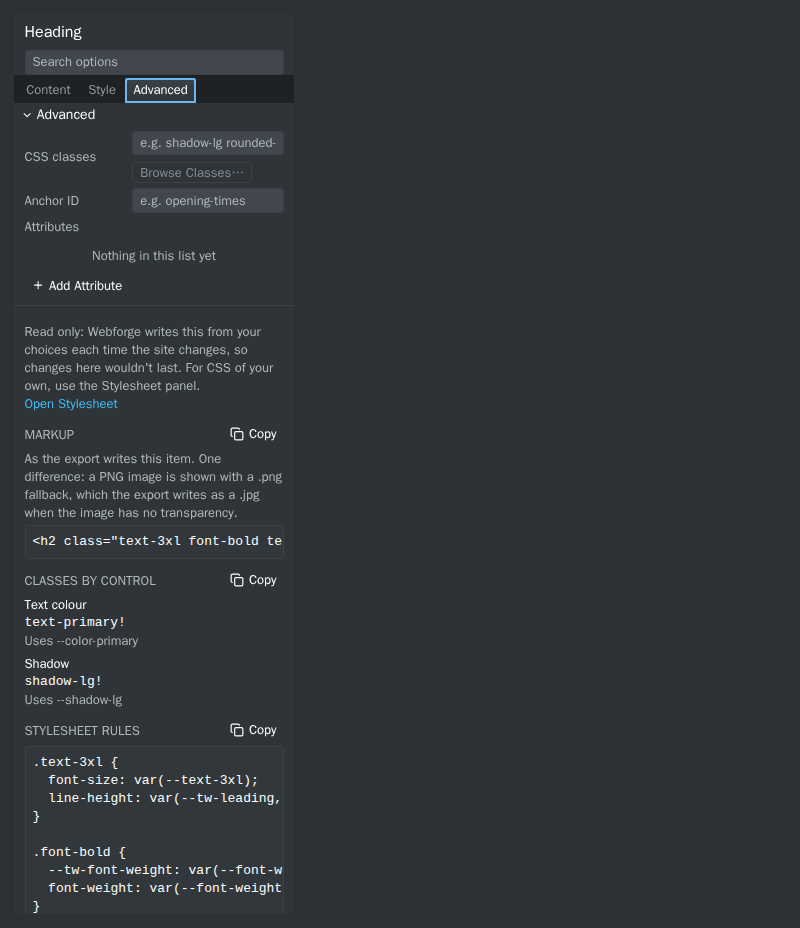 Heading
Search options
Content Style Advanced
Advanced
CSS classes
e.g. shadow-lg rounded-
Browse Classes···
Anchor ID
e.g. opening-times
Attributes
Nothing in this list yet
+ Add Attribute
Read only: Webforge writes this from your
choices each time the site changes, so
changes here wouldn't last. For CSS of your
own, use the Stylesheet panel.
Open Stylesheet
MARKUP Copy
As the export writes this item. One
difference: a PNG image is shown with a .png
fallback, which the export writes as a .jpg
when the image has no transparency.
<h2 class="text-3xl font-bold te
CLASSES BY CONTROL Copy
Text colour
text-primary!
Uses --color-primary
Shadow
shadow-lg!
Uses --shadow-lg
STYLESHEET RULES Copy
.text-3xl {
  font-size: var(--text-3xl);
  line-height: var(--tw-leading,
}
.font-bold {
  --tw-font-weight: var(--font-w
  font-weight: var(--font-weight
}